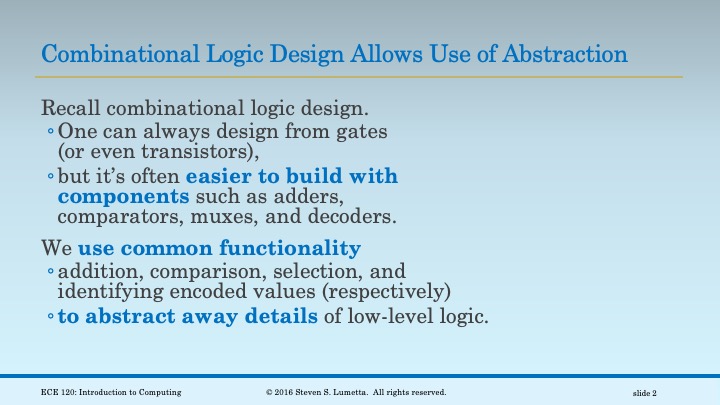 Combinational Logic Design Allows Use of Abstraction
Recall combinational logic design.
◦One can always design from gates
(or even transistors),
◦but it’s often easier to build with
components such as adders,
comparators, muxes, and decoders.
We use common functionality
◦addition, comparison, selection, and
identifying encoded values (respectively)
◦to abstract away details of low-level logic.
ECE 120: Introduction to Computing
© 2016 Steven S. Lumetta. All rights reserved.
slide 2